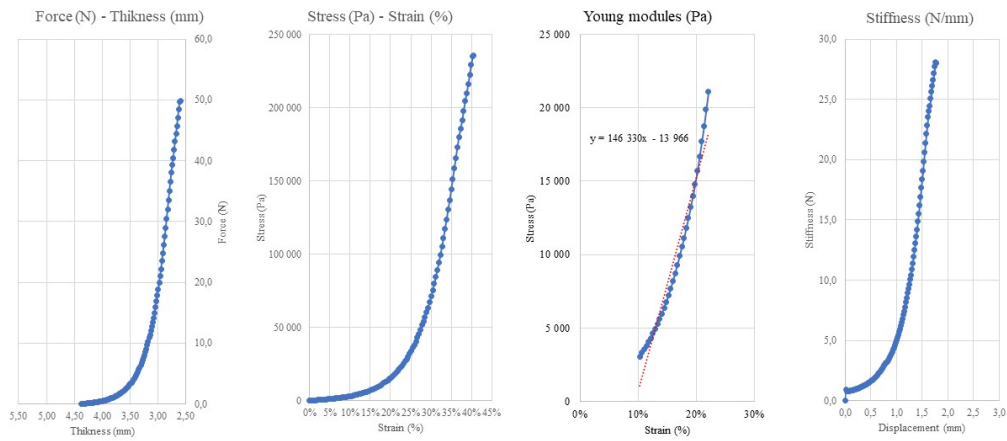 Force (N) - Thikness (mm)
60,0
50,0
40,0
30,0
20,0
10,0
0,0
Force (N)
5,50 5,00 4,50 4,00 3,50 3,00 2,50
Thikness (mm)
Stress (Pa) - Strain (%)
250 000
200 000
150 000
100 000
50 000
0
Stress (Pa)
0% 5% 10% 15% 20% 25% 30% 35% 40% 45%
Strain (%)
Young modules (Pa)
25 000
20 000
15 000
10 000
5 000
0
Stress (Pa)
y = 146 330x - 13 966
0% 10% 20% 30%
Strain (%)
Stiffness (N/mm)
30,0
25,0
20,0
15,0
10,0
5,0
0,0
Stiffness (N)
0,0 0,5 1,0 1,5 2,0 2,5 3,0
Displacement (mm)